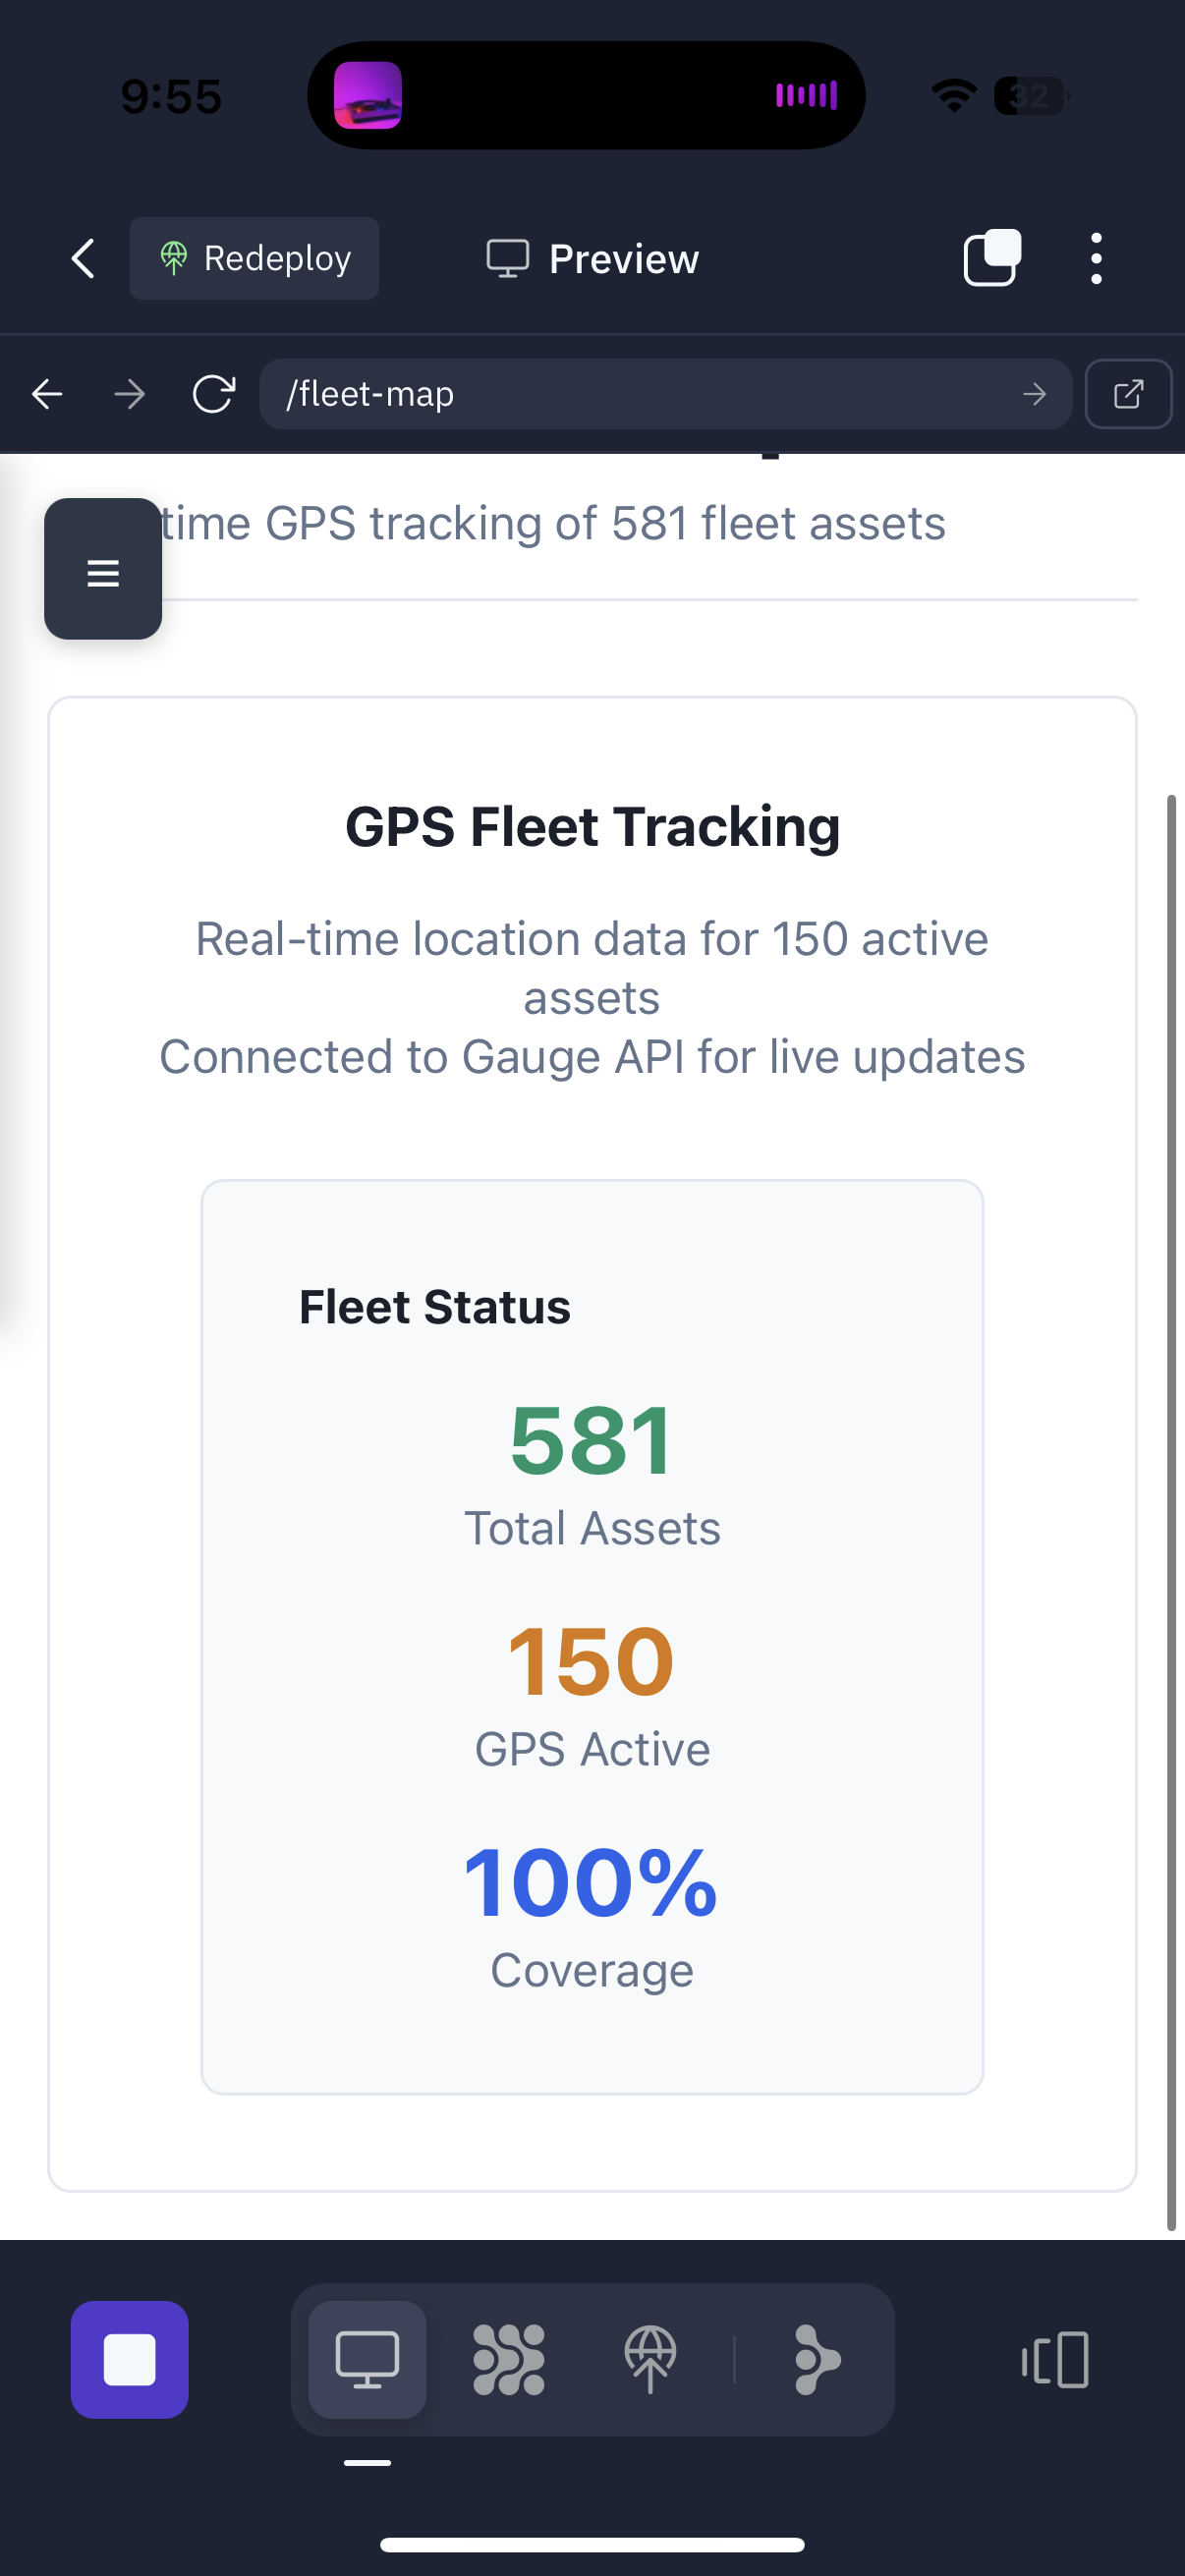 9:55
32
Redeploy
Preview
/fleet-map
time GPS tracking of 581 fleet assets
GPS Fleet Tracking
Real-time location data for 150 active
assets
Connected to Gauge API for live updates
Fleet Status
581
Total Assets
150
GPS Active
100%
Coverage